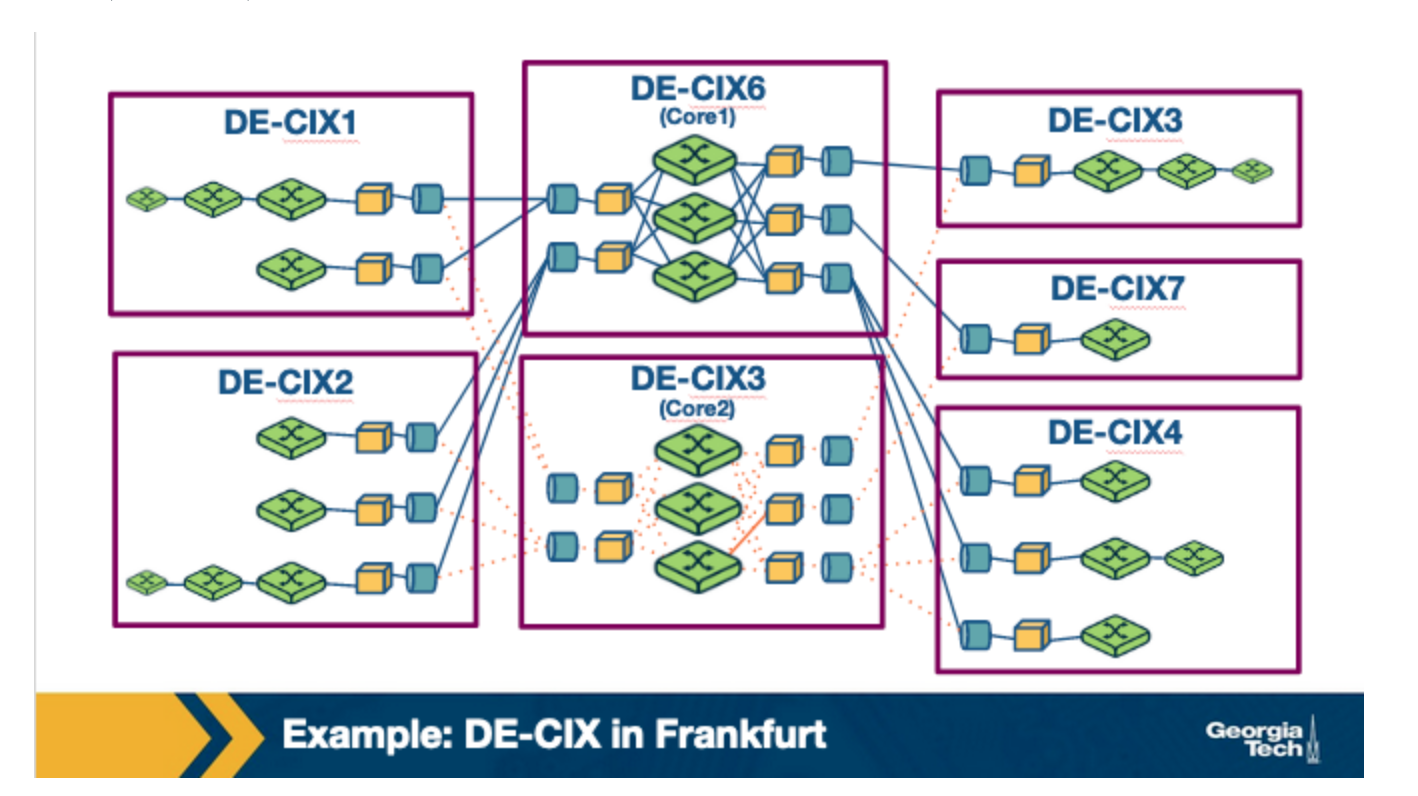 DE-CIX1
DE-CIX6
(Core1)
DE-CIX3
DE-CIX7
DE-CIX2
DE-CIX3
(Core2)
DE-CIX4
Example: DE-CIX in Frankfurt
Georgia
Tech